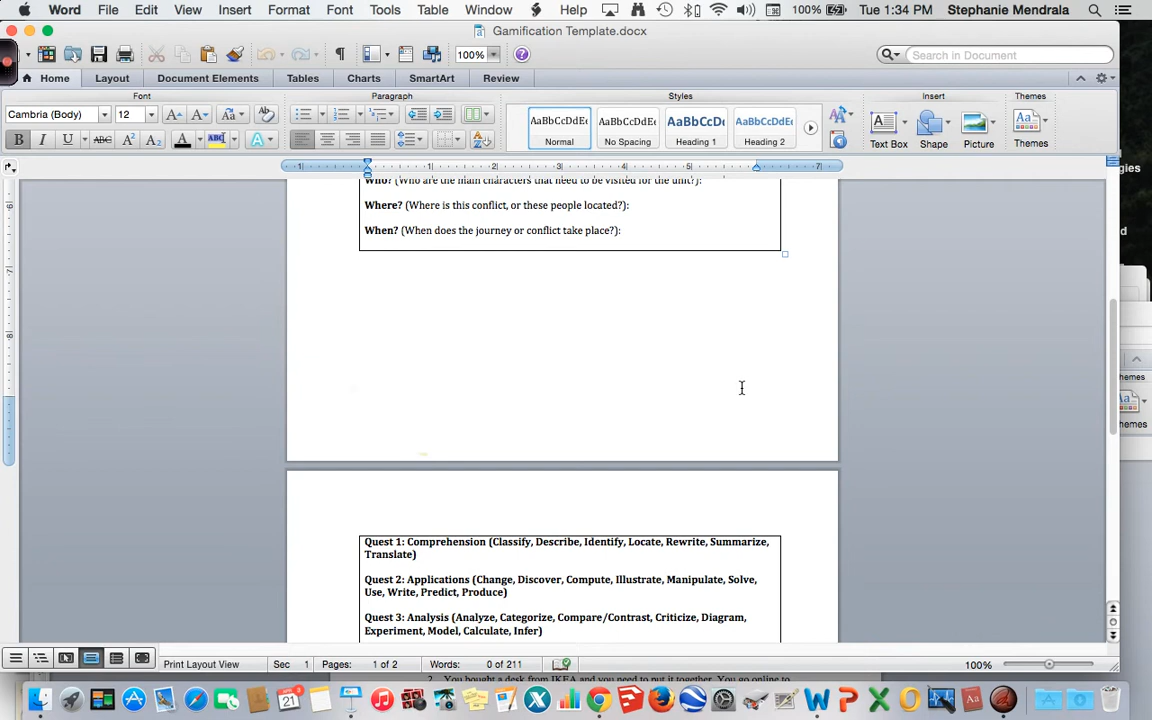 Word File Edit View Insert Format Font Tools Table Window Help 100% Tue 1:34 PM Stephanie Mendrala
Gamification Template.docx
100% Search in Document
Home Layout Document Elements Tables Charts SmartArt Review
Font Paragraph Styles Insert Themes
Cambria (Body) 12
AaBbCcDdE AaBbCcDdE AaBbCcDc AaBbCcDdE
B I U ABC A² A₂ ABC A
Normal No Spacing Heading 1 Heading 2 Text Box Shape Picture Themes
Who? (Who are the main characters that need to be visited for the unit?):
Where? (Where is this conflict, or these people located?):
When? (When does the journey or conflict take place?):
Quest 1: Comprehension (Classify, Describe, Identify, Locate, Rewrite, Summarize,
Translate)
Quest 2: Applications (Change, Discover, Compute, Illustrate, Manipulate, Solve,
Use, Write, Predict, Produce)
Quest 3: Analysis (Analyze, Categorize, Compare/Contrast, Criticize, Diagram,
Experiment, Model, Calculate, Infer)
Print Layout View Sec 1 Pages: 1 of 2 Words: 0 of 211 100%
2. You bought a desk from IKEA and you need to put it together. You go online to